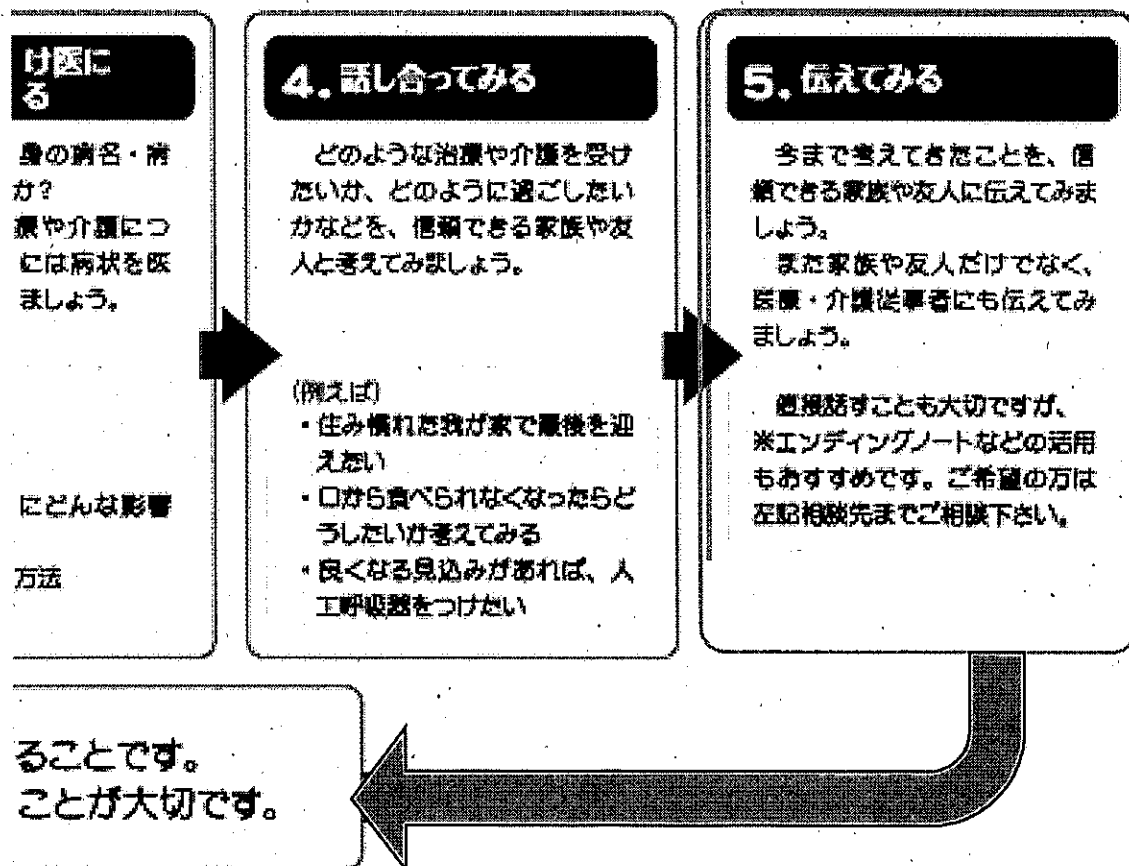 け医に
る
身の病名・病
か?
療や介護につ
には病状を医
ましょう。
にどんな影響
方法
4. 話し合ってみる
どのような治療や介護を受け
たいか、どのように過ごしたい
かなどを、信頼できる家族や友
人と考えてみましょう。
(例えば)
・住み慣れた我が家で最後を迎
えたい
・口から食べられなくなったらど
うしたいか考えてみる
・良くなる見込みがあれば、人
工呼吸器をつけたい
5. 伝えてみる
今まで考えてきたことを、信
頼できる家族や友人に伝えてみま
しょう。
また家族や友人だけでなく、
医療・介護従事者にも伝えてみ
ましょう。
直接話すことも大切ですが、
※エンディングノートなどの活用
もおすすめです。ご希望の方は
左記相談先までご相談下さい。
ることです。
ことが大切です。